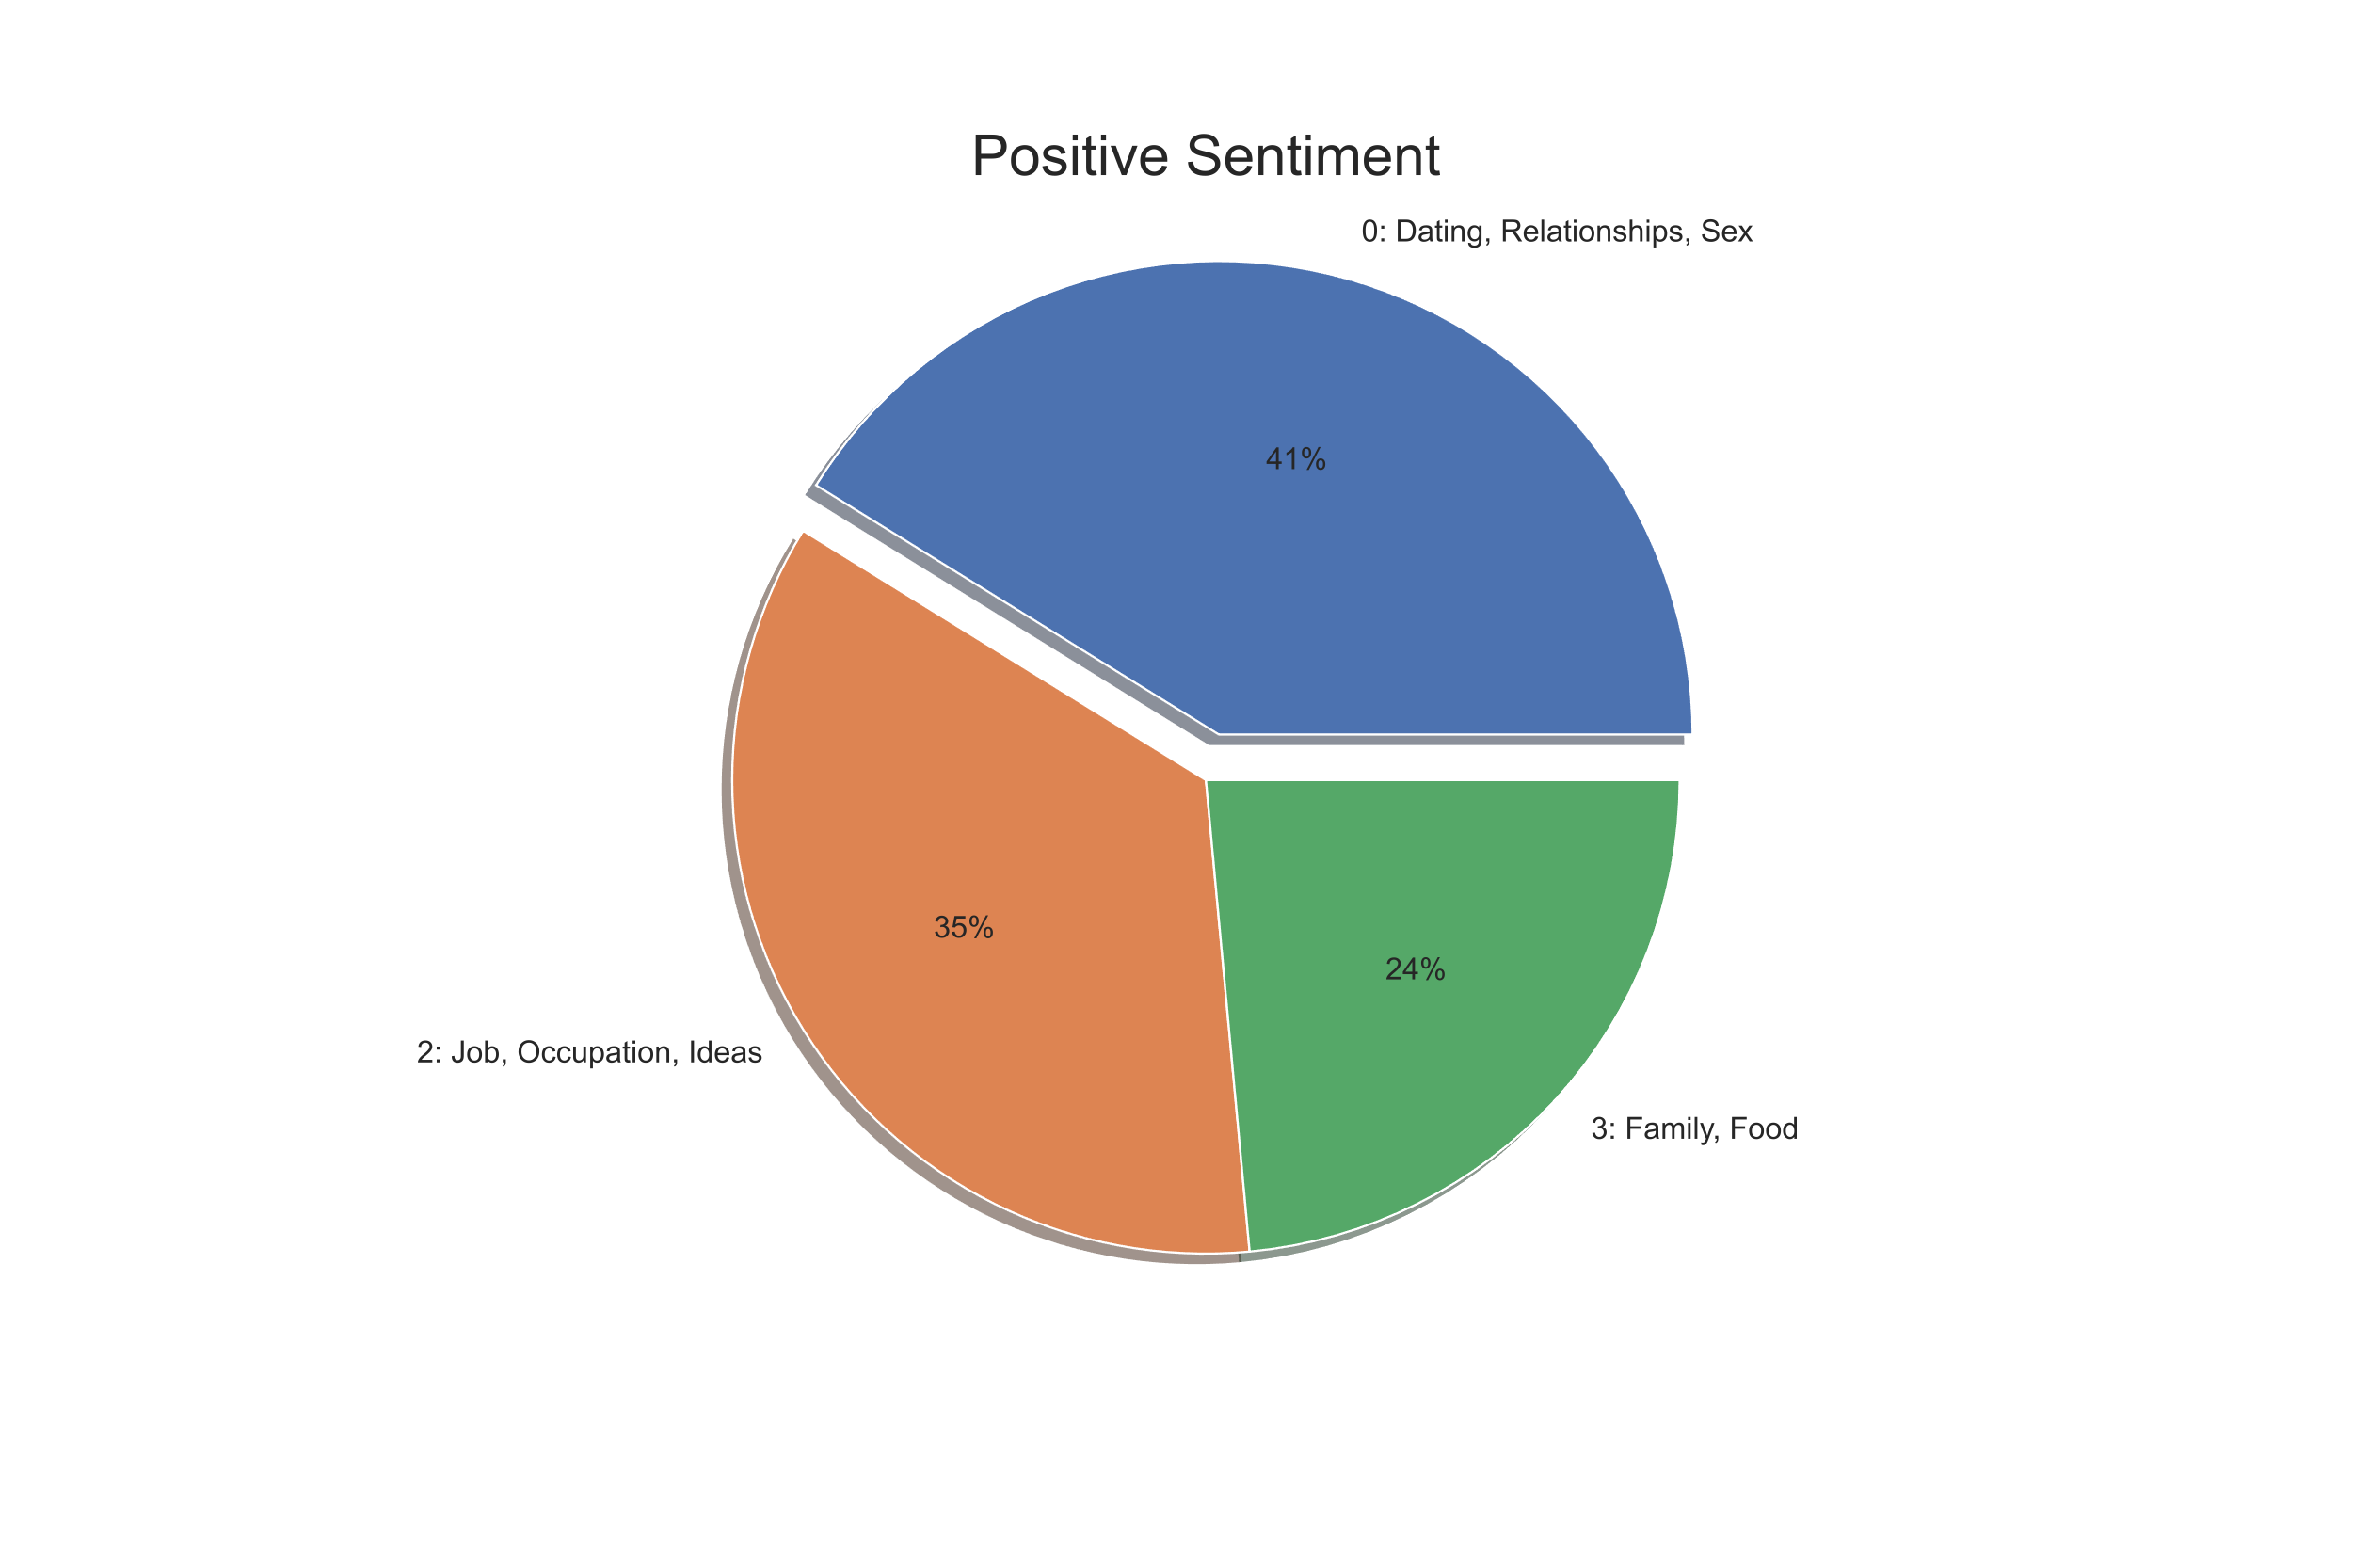 Positive Sentiment
0: Dating, Relationships, Sex
41%
35%
24%
2: Job, Occupation, Ideas
3: Family, Food